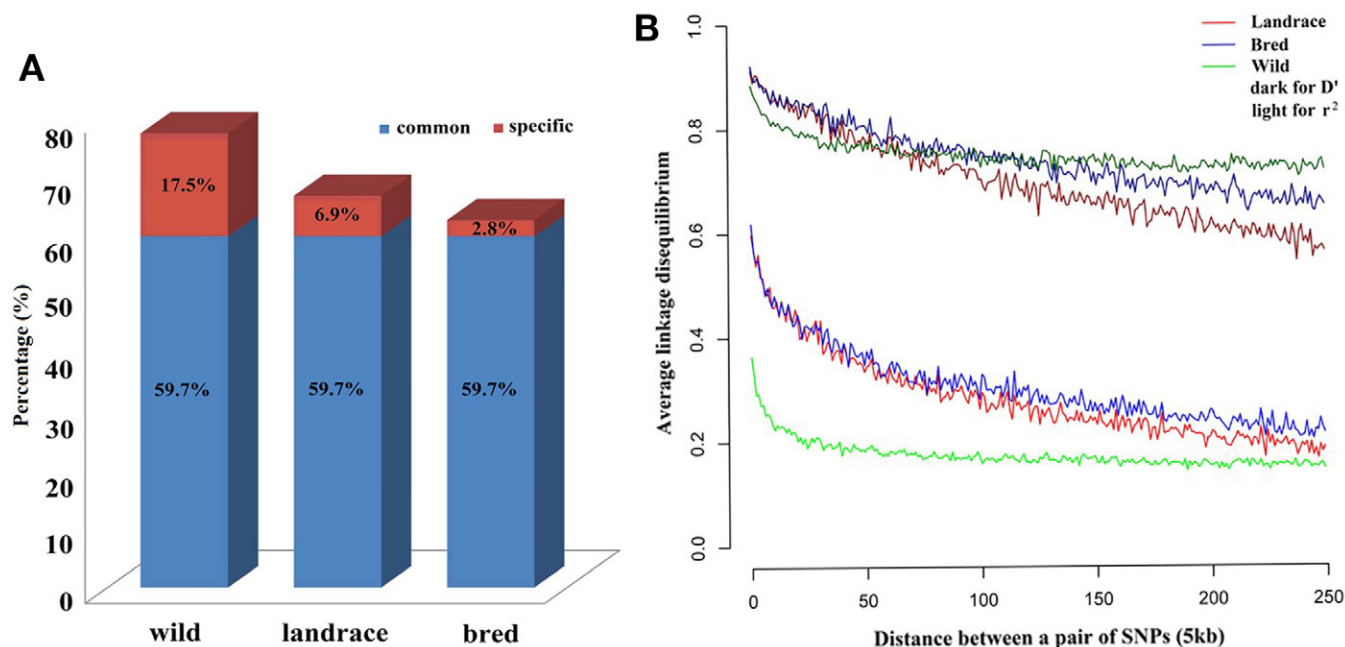 A
common specific
Percentage (%)
80
70
60
50
40
30
20
10
0
17.5%
6.9%
2.8%
59.7%
59.7%
59.7%
wild landrace bred
B
Landrace
Bred
Wild
dark for D'
light for r²
Average linkage disequilibrium
1.0
0.8
0.6
0.4
0.2
0.0
0 50 100 150 200 250
Distance between a pair of SNPs (5kb)